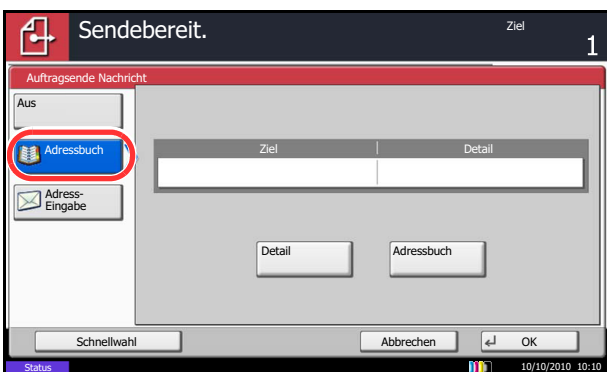 Sendebereit.
Ziel
1
Auftragsende Nachricht
Aus
Adressbuch
Adress-
Eingabe
Ziel
Detail
Detail
Adressbuch
Schnellwahl
Abbrechen
OK
Status
10/10/2010 10:10